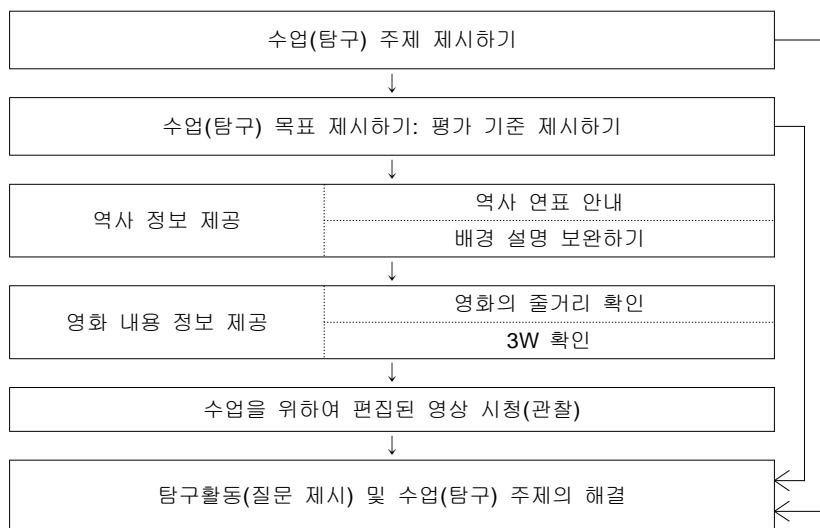 수업(탐구) 주제 제시하기
↓
수업(탐구) 목표 제시하기: 평가 기준 제시하기
↓
역사 정보 제공
역사 연표 안내
배경 설명 보완하기
↓
영화 내용 정보 제공
영화의 줄거리 확인
3W 확인
↓
수업을 위하여 편집된 영상 시청(관찰)
↓
탐구활동(질문 제시) 및 수업(탐구) 주제의 해결